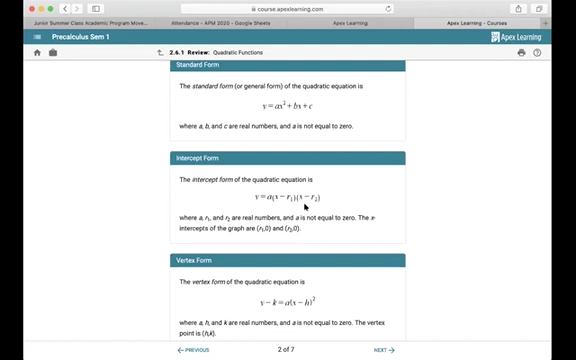 course.apexlearning.com
Junior Summer Class Academic Program Move...
Attendance - APM 2020 - Google Sheets
Apex Learning
Apex Learning - Courses
Precalculus Sem 1
Apex Learning
2.6.1 Review: Quadratic Functions
Standard Form
The standard form (or general form) of the quadratic equation is
y = ax² + bx + c
where a, b, and c are real numbers, and a is not equal to zero.
Intercept Form
The intercept form of the quadratic equation is
y = a(x − r₁)(x − r₂)
where a, r₁, and r₂ are real numbers, and a is not equal to zero. The x-
intercepts of the graph are (r₁,0) and (r₂,0).
Vertex Form
The vertex form of the quadratic equation is
y − k = a(x − h)²
where a, h, and k are real numbers, and a is not equal to zero. The vertex
point is (h,k).
PREVIOUS
2 of 7
NEXT